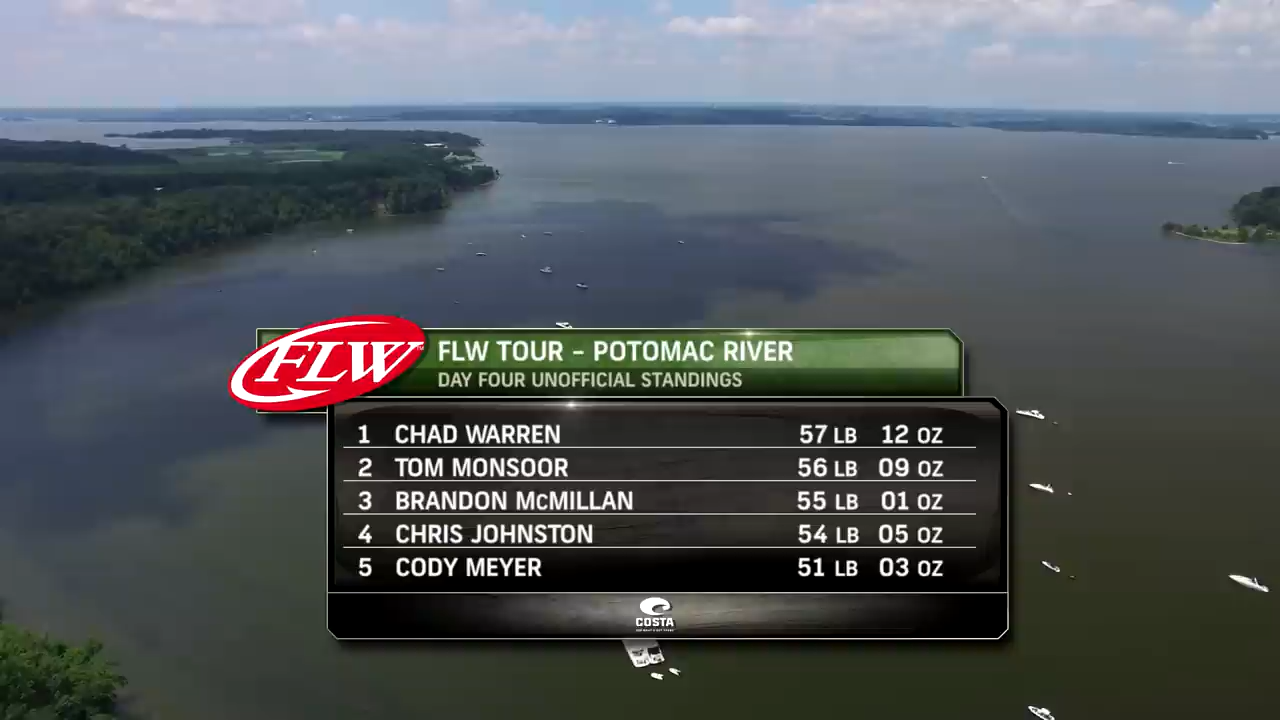 FLW
FLW TOUR - POTOMAC RIVER
DAY FOUR UNOFFICIAL STANDINGS
1 CHAD WARREN 57 LB 12 OZ
2 TOM MONSOOR 56 LB 09 OZ
3 BRANDON McMILLAN 55 LB 01 OZ
4 CHRIS JOHNSTON 54 LB 05 OZ
5 CODY MEYER 51 LB 03 OZ
COSTA